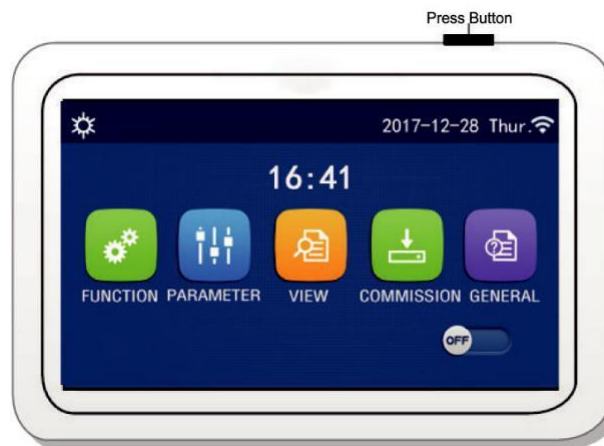 Press Button
2017-12-28 Thur.
16:41
FUNCTION PARAMETER VIEW COMMISSION GENERAL
OFF